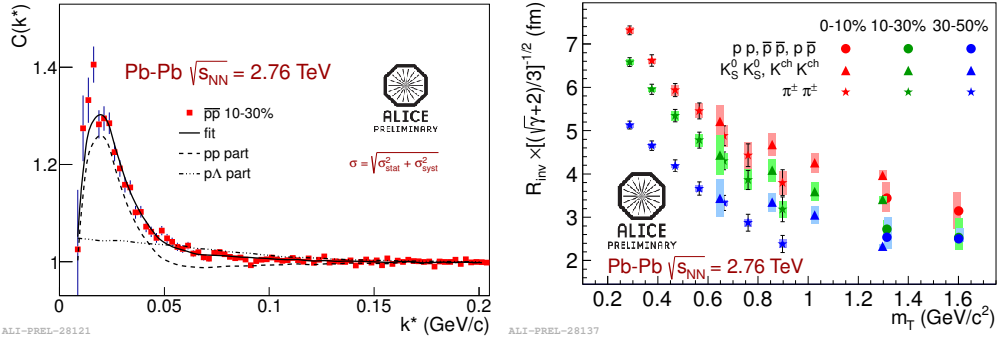 C(k*)
1.4
1.2
1
Pb-Pb √sNN = 2.76 TeV
ALICE
PRELIMINARY
p̅p̅ 10-30%
fit
pp part
pΛ part
σ = √σ²stat + σ²syst
0 0.05 0.1 0.15 0.2
k* (GeV/c)
ALI-PREL-28121
Rinv ×[(√γ+2)/3]-1/2 (fm)
9
8
7
6
5
4
3
2
0-10% 10-30% 30-50%
p p, p̅ p̅, p p̅
K0S K0S, Kch Kch
π± π±
ALICE
PRELIMINARY
Pb-Pb √sNN = 2.76 TeV
0.2 0.4 0.6 0.8 1 1.2 1.4 1.6
mT (GeV/c2)
ALI-PREL-28137